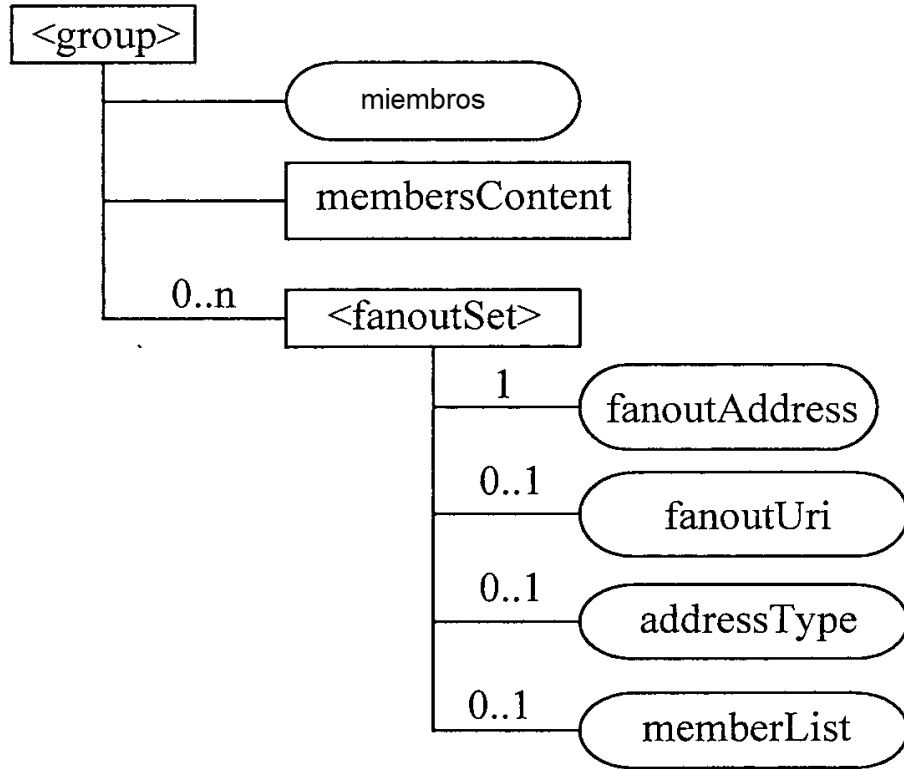 <group>
miembros
membersContent
0..n
<fanoutSet>
1
fanoutAddress
0..1
fanoutUri
0..1
addressType
0..1
memberList